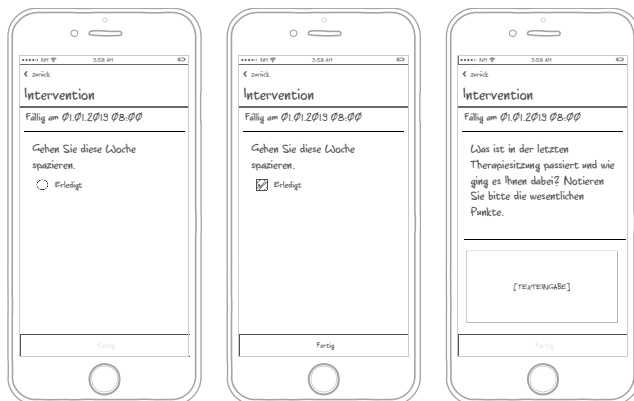 3:58 AM
zurück
Intervention
Fällig am 01.01.2019 08:00
Gehen Sie diese Woche
spazieren.
Erledigt
Fertig
3:58 AM
zurück
Intervention
Fällig am 01.01.2019 08:00
Gehen Sie diese Woche
spazieren.
Erledigt
Fertig
3:58 AM
zurück
Intervention
Fällig am 01.01.2019 08:00
Was ist in der letzten
Therapiesitzung passiert und wie
ging es Ihnen dabei? Notieren
Sie bitte die wesentlichen
Punkte.
[TEXTEINGABE]
Fertig